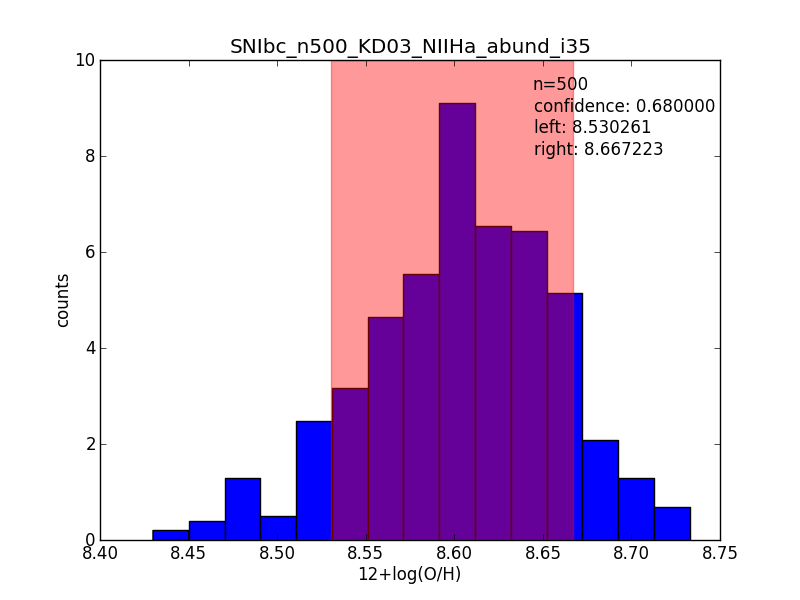 SNIbc_n500_KD03_NIIHa_abund_i35
n=500
confidence: 0.680000
left: 8.530261
right: 8.667223
10
8
6
4
2
0
counts
8.40 8.45 8.50 8.55 8.60 8.65 8.70 8.75
12+log(O/H)